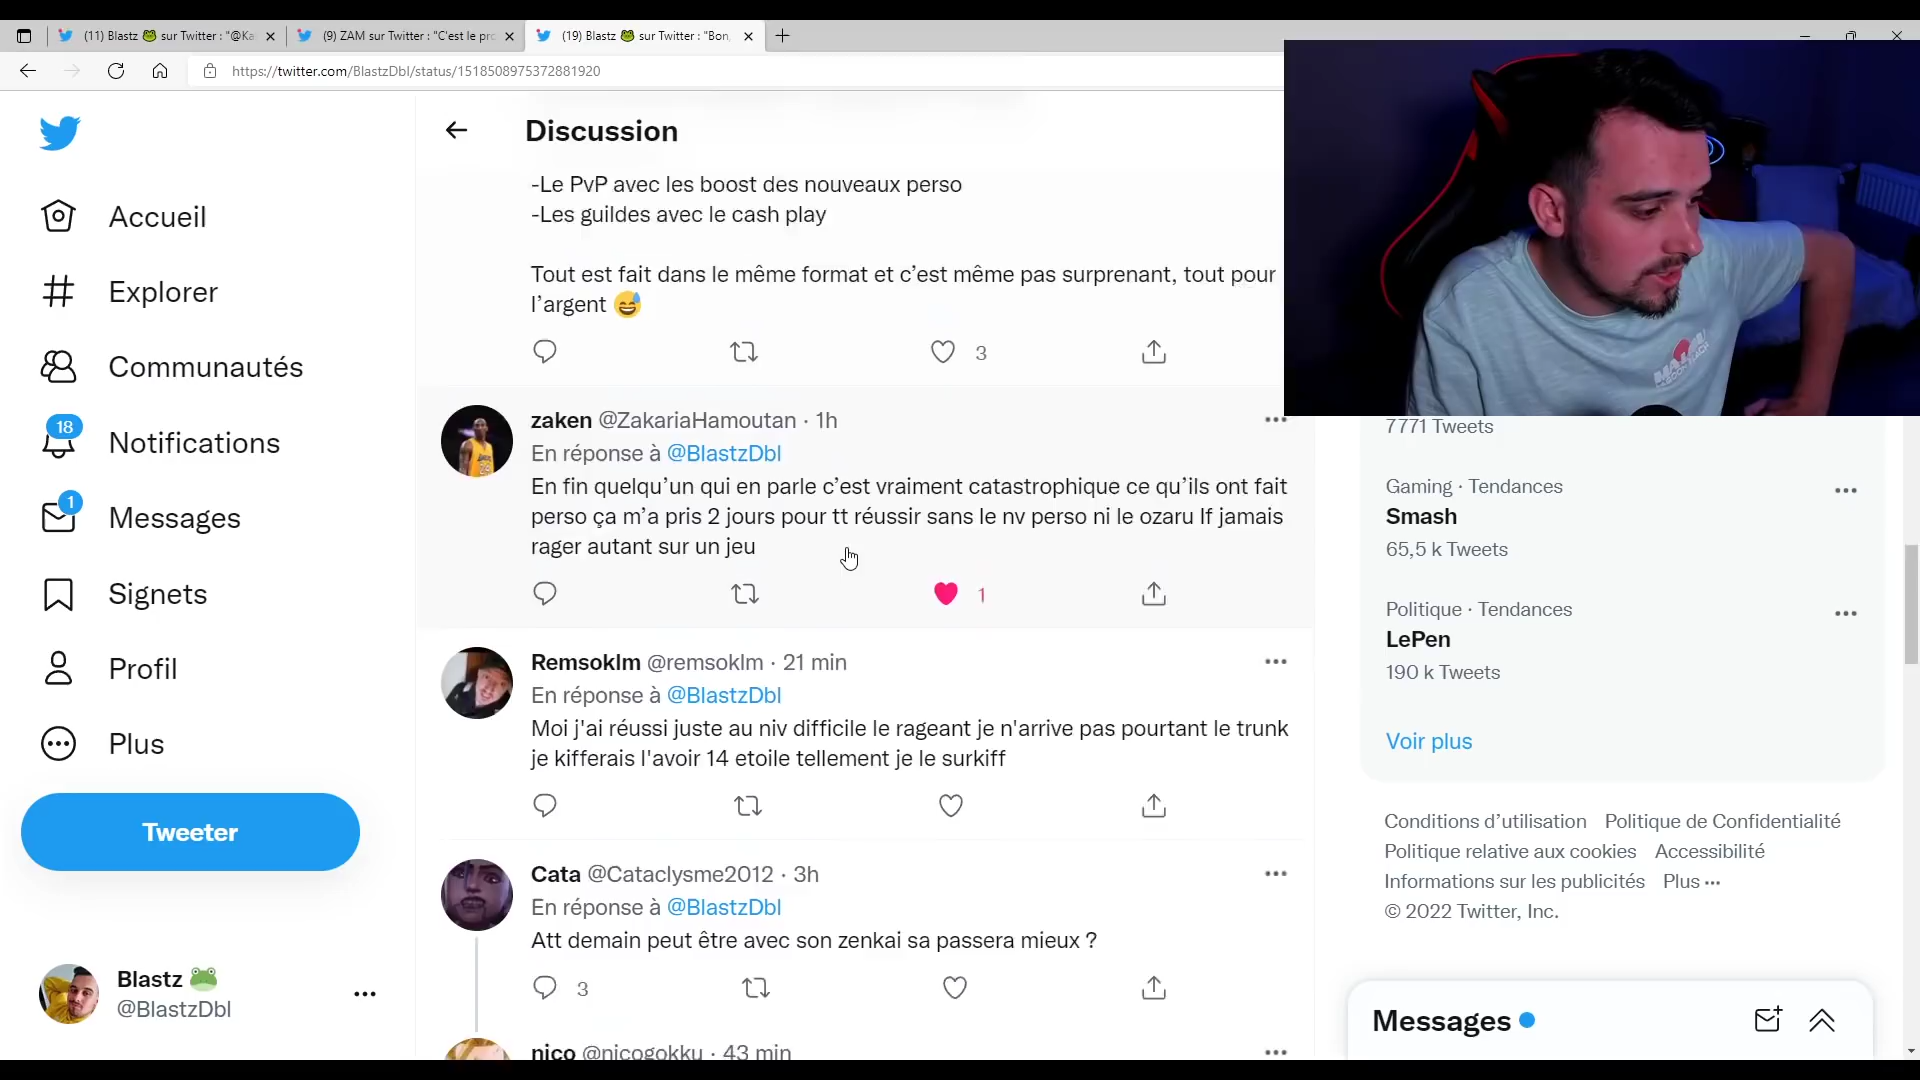 (11) Blastz 🐸 sur Twitter : "@Ka
(9) ZAM sur Twitter : "C'est le pro
(19) Blastz 🐸 sur Twitter : "Bon,
https://twitter.com/BlastzDbl/status/1518508975372881920
Accueil
Explorer
Communautés
18
Notifications
1
Messages
Signets
Profil
Plus
Tweeter
Blastz 🐸
@BlastzDbl
Discussion
-Le PvP avec les boost des nouveaux perso
-Les guildes avec le cash play
Tout est fait dans le même format et c’est même pas surprenant, tout pour
l’argent 😅
3
zaken @ZakariaHamoutan · 1h
En réponse à @BlastzDbl
En fin quelqu’un qui en parle c’est vraiment catastrophique ce qu’ils ont fait
perso ça m’a pris 2 jours pour tt réussir sans le nv perso ni le ozaru lf jamais
rager autant sur un jeu
1
Remsoklm @remsoklm · 21 min
En réponse à @BlastzDbl
Moi j'ai réussi juste au niv difficile le rageant je n'arrive pas pourtant le trunk
je kifferais l'avoir 14 etoile tellement je le surkiff
Cata @Cataclysme2012 · 3h
En réponse à @BlastzDbl
Att demain peut être avec son zenkai sa passera mieux ?
3
nico @nicogokku · 43 min
7771 Tweets
Gaming · Tendances
Smash
65,5 k Tweets
Politique · Tendances
LePen
190 k Tweets
Voir plus
Conditions d’utilisation Politique de Confidentialité
Politique relative aux cookies Accessibilité
Informations sur les publicités Plus ···
© 2022 Twitter, Inc.
Messages